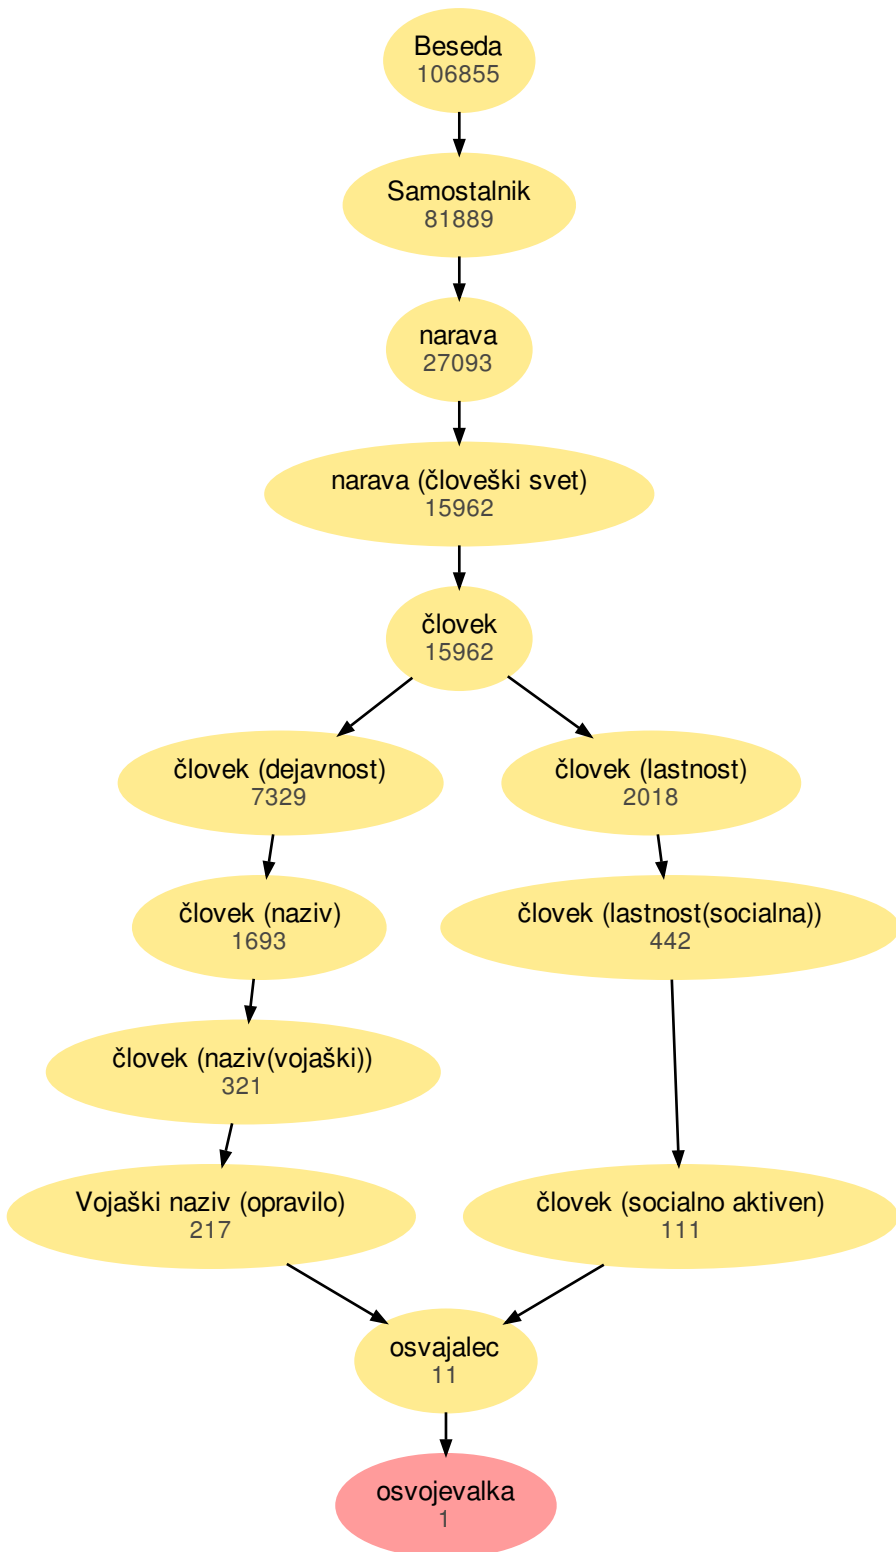 Beseda
106855
Samostalnik
81889
narava
27093
narava (človeški svet)
15962
človek
15962
človek (dejavnost)
7329
človek (lastnost)
2018
človek (naziv)
1693
človek (lastnost(socialna))
442
človek (naziv(vojaški))
321
Vojaški naziv (opravilo)
217
človek (socialno aktiven)
111
osvajalec
11
osvojevalka
1